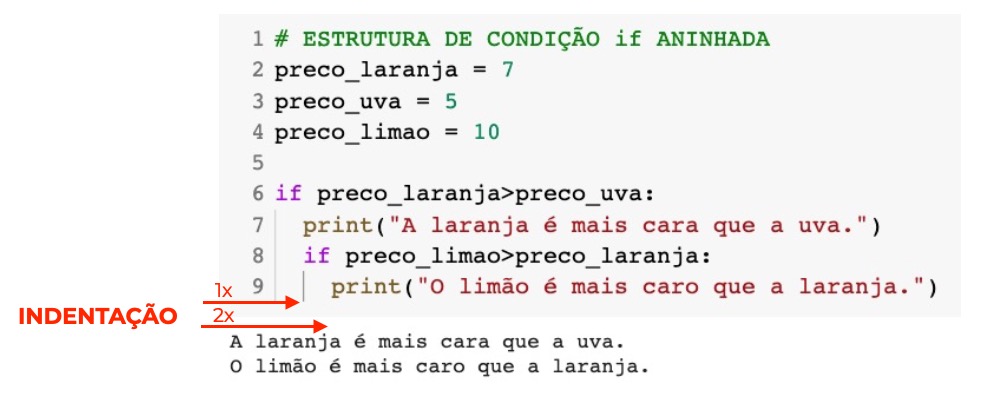 1 # ESTRUTURA DE CONDIÇÃO if ANINHADA
2 preco_laranja = 7
3 preco_uva = 5
4 preco_limao = 10
5
6 if preco_laranja>preco_uva:
7   print("A laranja é mais cara que a uva.")
8   if preco_limao>preco_laranja:
9     print("O limão é mais caro que a laranja.")
1x
INDENTAÇÃO
2x
A laranja é mais cara que a uva.
O limão é mais caro que a laranja.